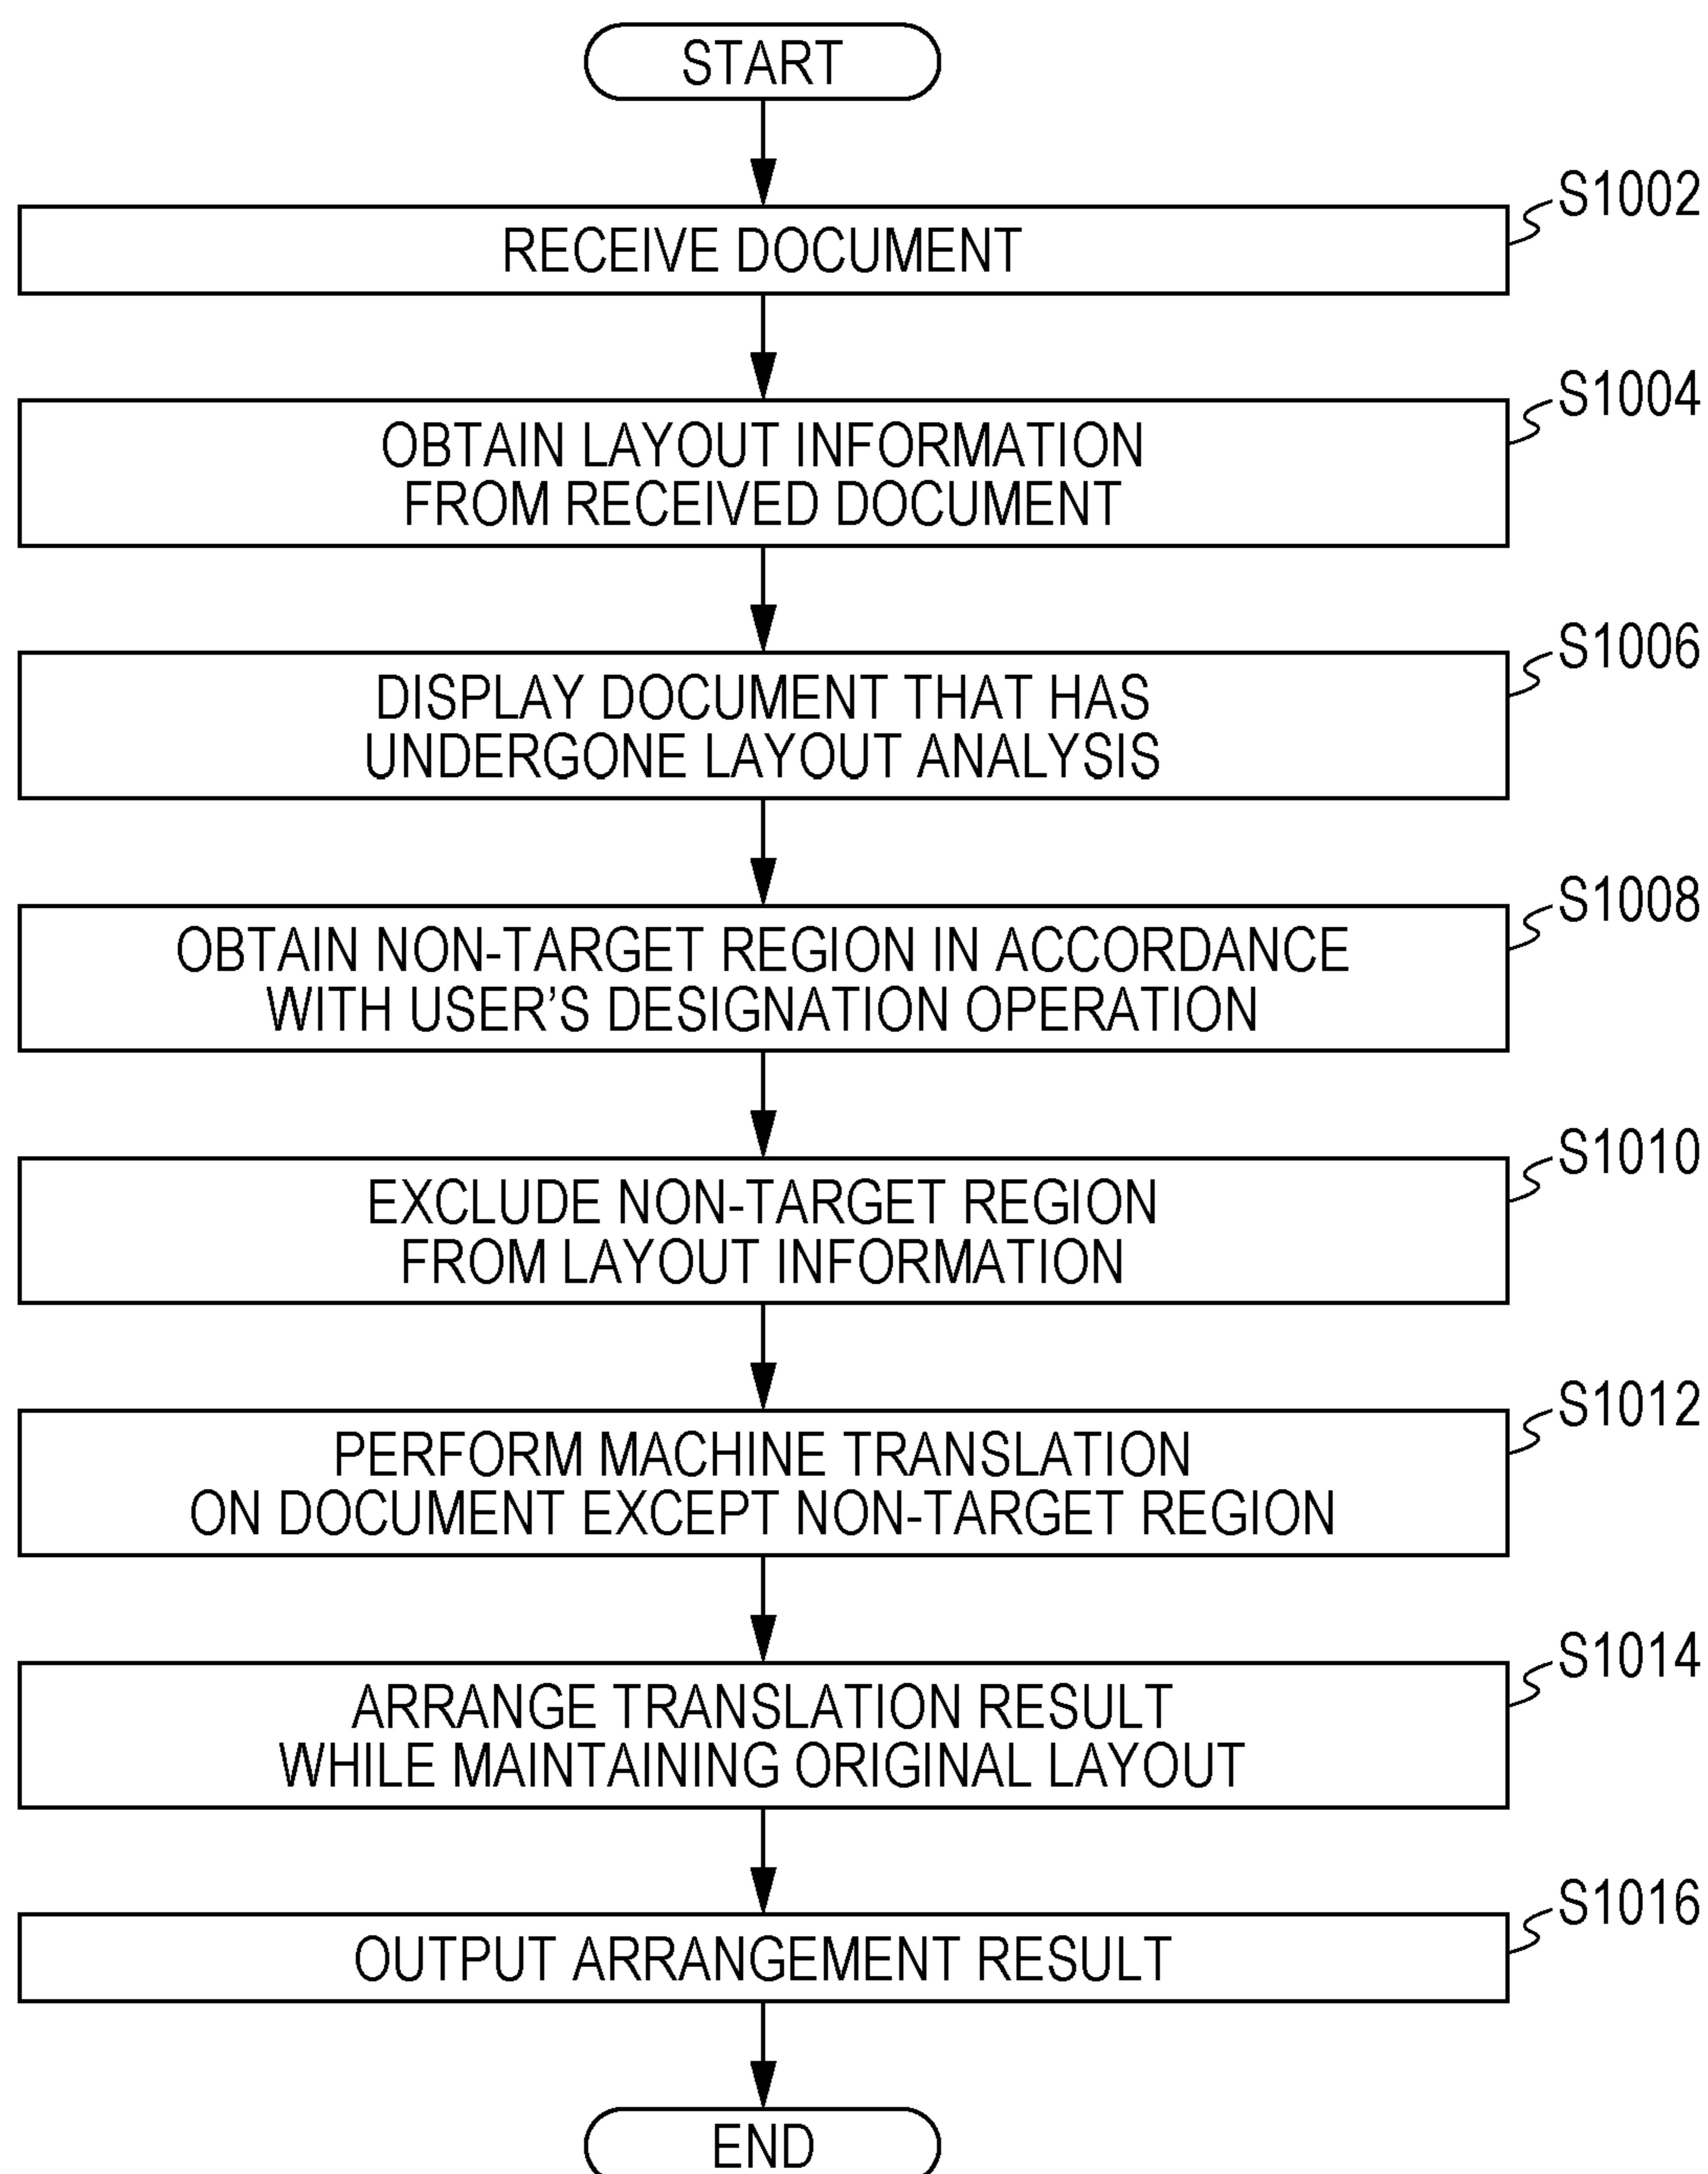 START
S1002
RECEIVE DOCUMENT
S1004
OBTAIN LAYOUT INFORMATION
FROM RECEIVED DOCUMENT
S1006
DISPLAY DOCUMENT THAT HAS
UNDERGONE LAYOUT ANALYSIS
S1008
OBTAIN NON-TARGET REGION IN ACCORDANCE
WITH USER'S DESIGNATION OPERATION
S1010
EXCLUDE NON-TARGET REGION
FROM LAYOUT INFORMATION
S1012
PERFORM MACHINE TRANSLATION
ON DOCUMENT EXCEPT NON-TARGET REGION
S1014
ARRANGE TRANSLATION RESULT
WHILE MAINTAINING ORIGINAL LAYOUT
S1016
OUTPUT ARRANGEMENT RESULT
END